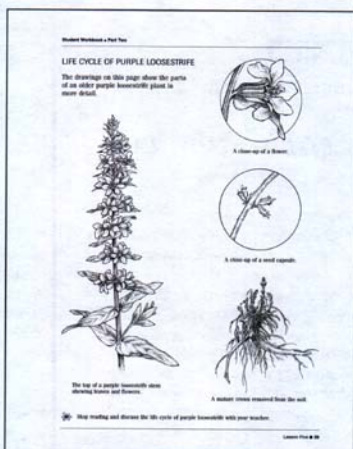 Student Workbook ■ Part Two
LIFE CYCLE OF PURPLE LOOSESTRIFE
The drawings on this page show the parts
of an older purple loosestrife plant in
more detail.
A close-up of a flower.
A close-up of a seed capsule.
The top of a purple loosestrife stem
showing leaves and flowers.
A mature crown removed from the soil.
Stop reading and discuss the life cycle of purple loosestrife with your teacher.
Lesson Five ■